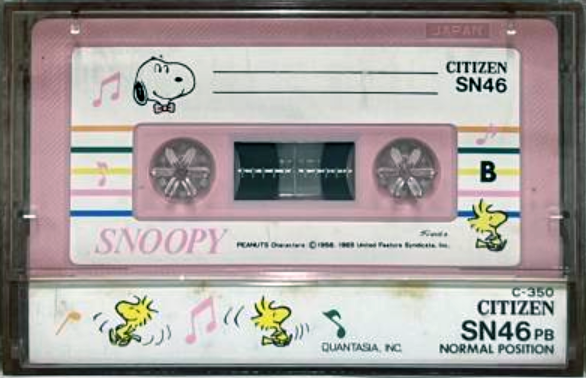 JAPAN
CITIZEN
SN46
B
SNOOPY
PEANUTS Characters © 1958, 1965 United Feature Syndicate, Inc.
C-350
CITIZEN
SN46 PB
QUANTASIA, INC.
NORMAL POSITION